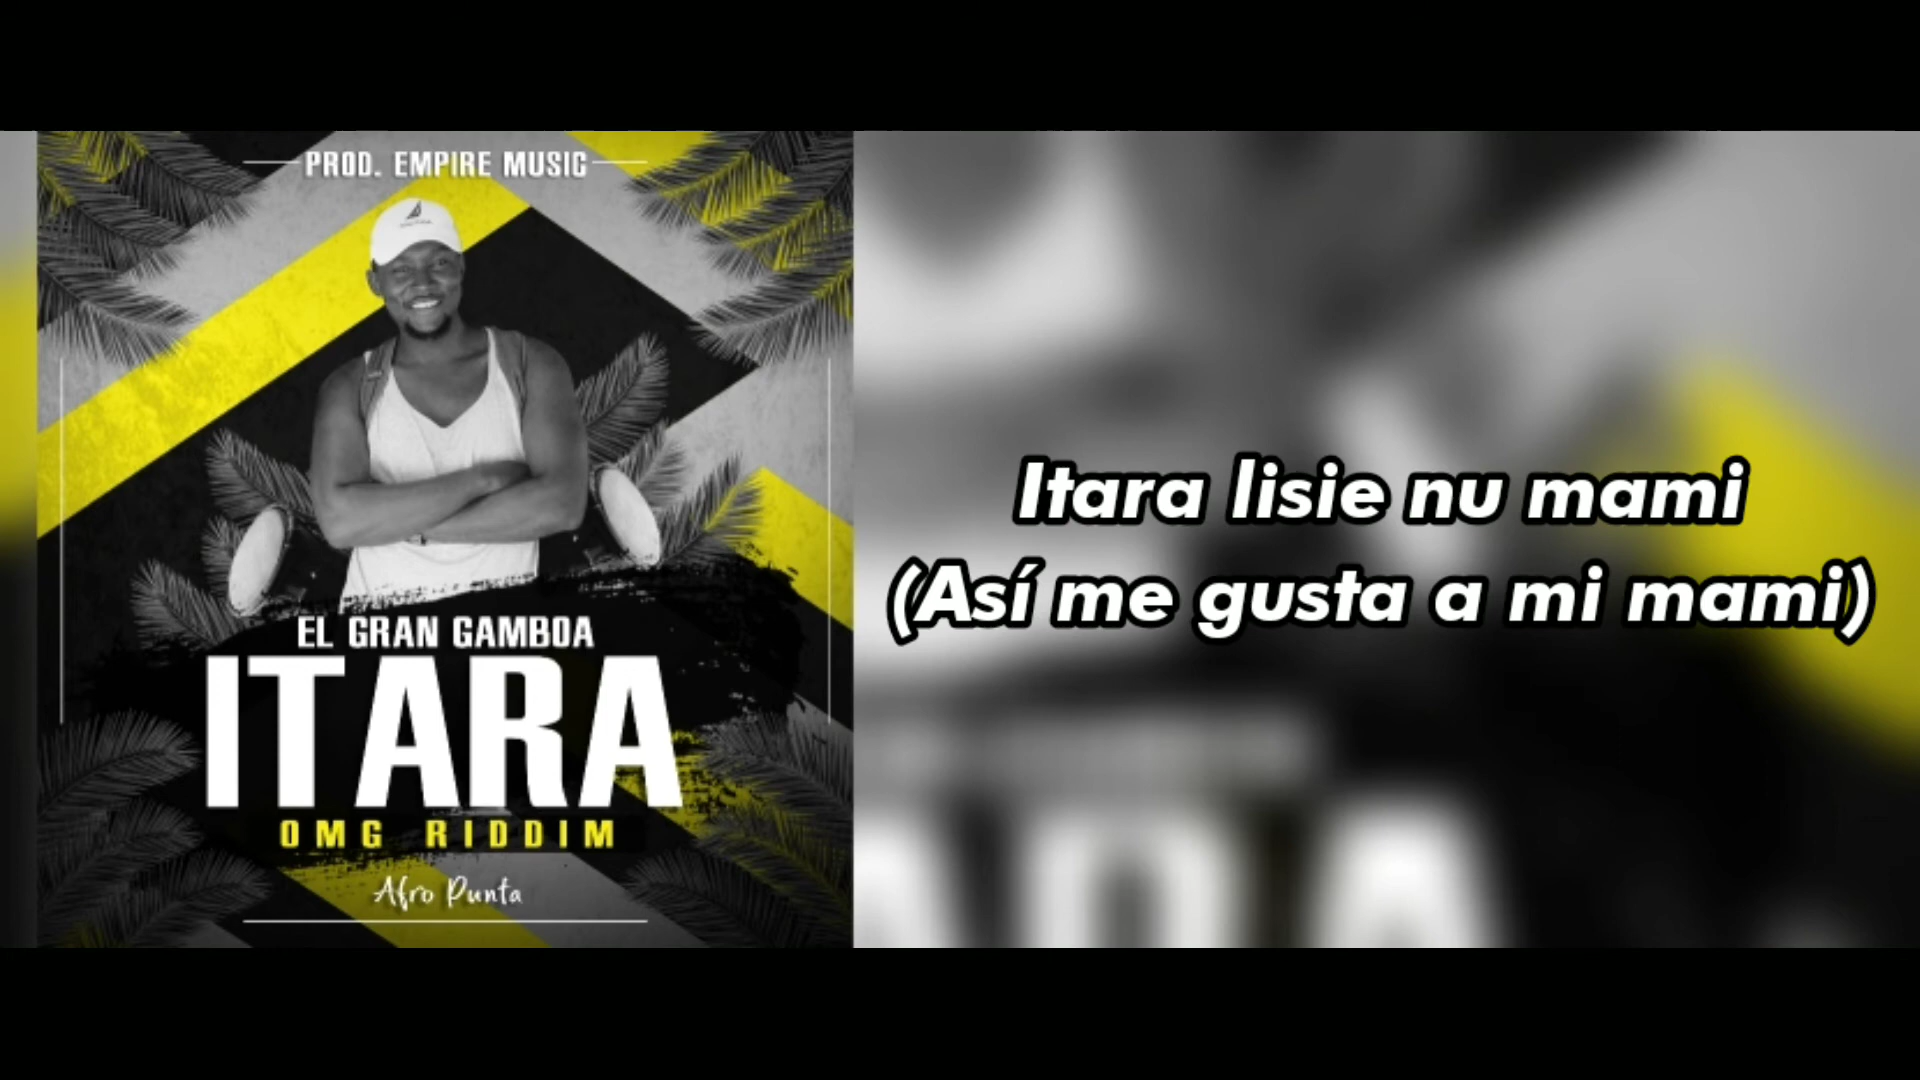 PROD. EMPIRE MUSIC
EL GRAN GAMBOA
ITARA
OMG RIDDIM
Afro Punta
Itara lisie nu mami
(Así me gusta a mi mami)